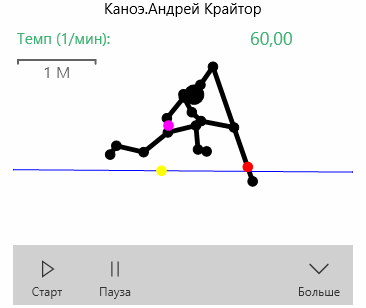 Каноэ.Андрей Крайтор
Темп (1/мин): 60,00
1 М
Старт Пауза Больше